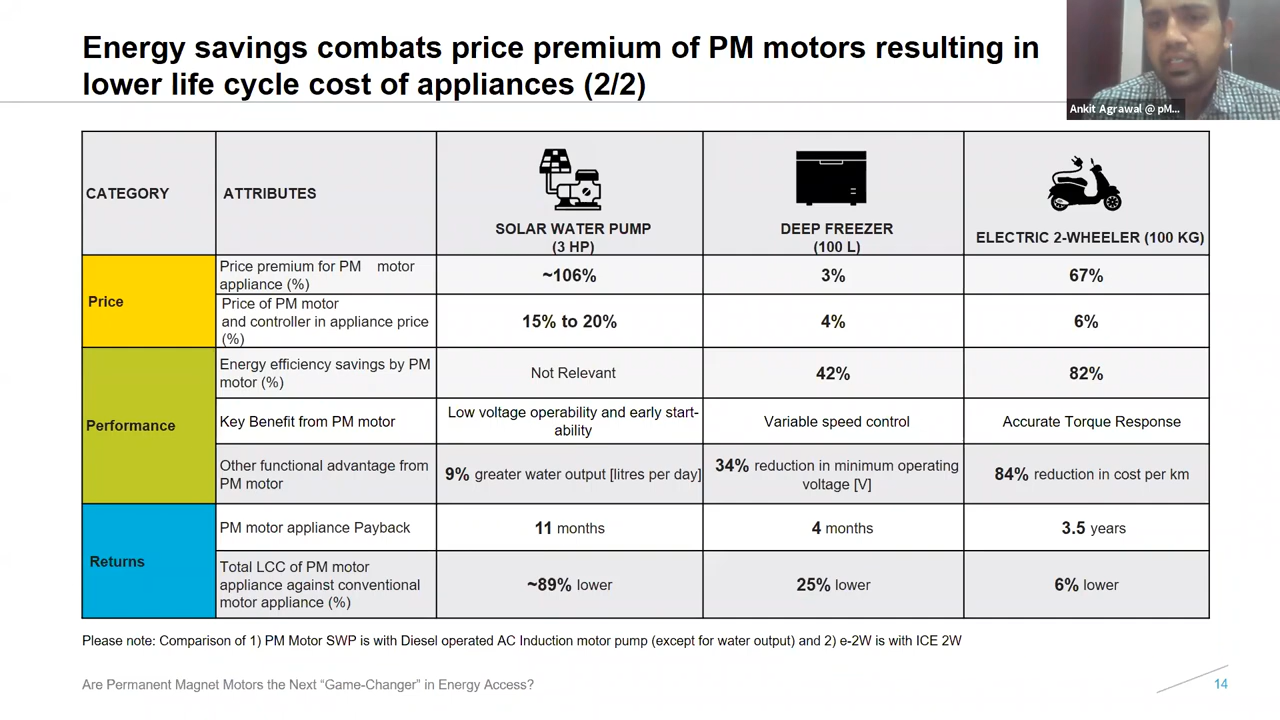 Energy savings combats price premium of PM motors resulting in
lower life cycle cost of appliances (2/2)
Ankit Agrawal @ pM...
CATEGORY
ATTRIBUTES
SOLAR WATER PUMP
(3 HP)
DEEP FREEZER
(100 L)
ELECTRIC 2-WHEELER (100 KG)
Price
Price premium for PM motor
appliance (%)
~106%
3%
67%
Price of PM motor
and controller in appliance price
(%)
15% to 20%
4%
6%
Performance
Energy efficiency savings by PM
motor (%)
Not Relevant
42%
82%
Key Benefit from PM motor
Low voltage operability and early start-
ability
Variable speed control
Accurate Torque Response
Other functional advantage from
PM motor
9% greater water output [litres per day]
34% reduction in minimum operating
voltage [V]
84% reduction in cost per km
Returns
PM motor appliance Payback
11 months
4 months
3.5 years
Total LCC of PM motor
appliance against conventional
motor appliance (%)
~89% lower
25% lower
6% lower
Please note: Comparison of 1) PM Motor SWP is with Diesel operated AC Induction motor pump (except for water output) and 2) e-2W is with ICE 2W
Are Permanent Magnet Motors the Next “Game-Changer” in Energy Access?
14